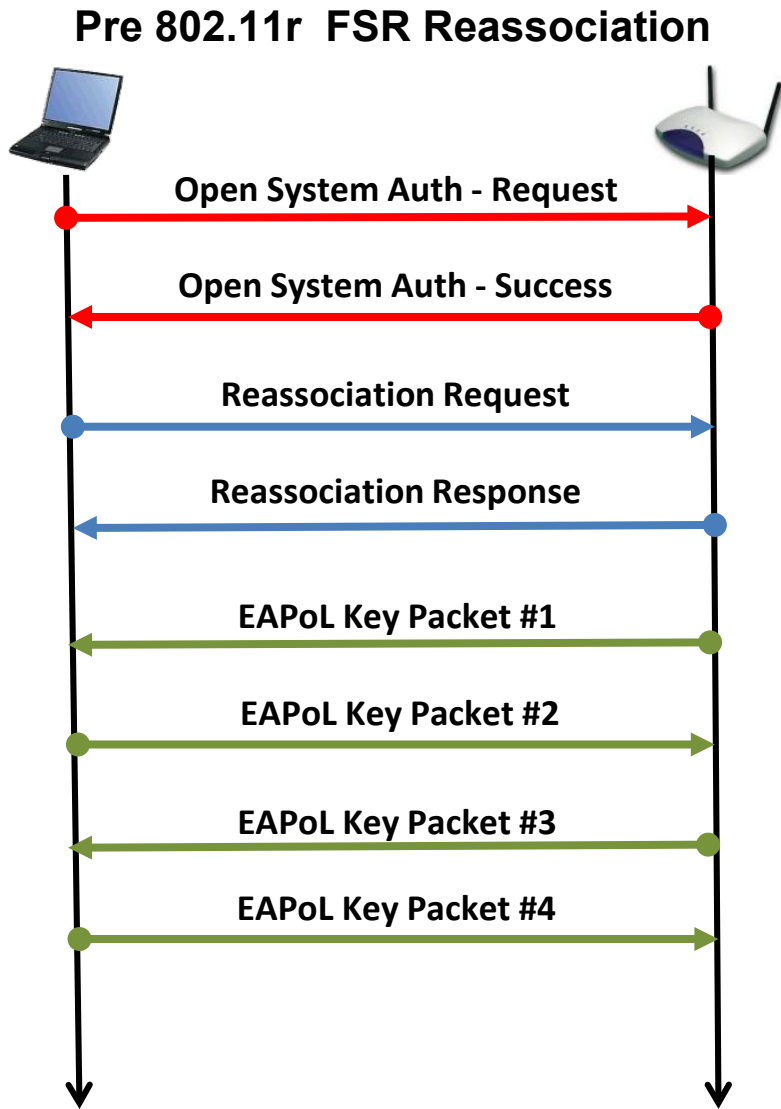 Pre 802.11r FSR Reassociation
Open System Auth - Request
Open System Auth - Success
Reassociation Request
Reassociation Response
EAPoL Key Packet #1
EAPoL Key Packet #2
EAPoL Key Packet #3
EAPoL Key Packet #4